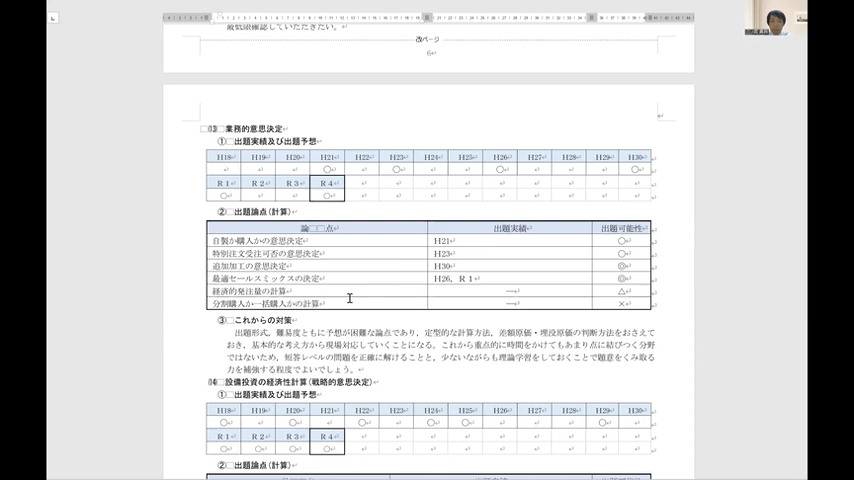 最低限確認していただきたい。
改ページ
6
⒀ 業務的意思決定
① 出題実績及び出題予想
H18 H19 H20 H21 H22 H23 H24 H25 H26 H27 H28 H29 H30
○ ○ ○ ○
R1 R2 R3 R4
○ ○
② 出題論点(計算)
論 点 出題実績 出題可能性
自製か購入かの意思決定 H21 ○
特別注文受注可否の意思決定 H23 ○
追加加工の意思決定 H30 ◎
最適セールスミックスの決定 H26, R1 ◎
経済的発注量の計算 ― △
分割購入か一括購入かの計算 ― ×
③ これからの対策
出題形式，難易度ともに予想が困難な論点であり，定型的な計算方法，差額原価・埋没原価の判断方法をおさえて
おき，基本的な考え方から現場対応していくことになる。これから重点的に時間をかけてもあまり点に結びつく分野
ではないため，短答レベルの問題を正確に解けることと，少ないながらも理論学習をしておくことで題意をくみ取る
力を補強する程度でよいでしょう。
⒁ 設備投資の経済性計算(戦略的意思決定)
① 出題実績及び出題予想
H18 H19 H20 H21 H22 H23 H24 H25 H26 H27 H28 H29 H30
○ ○ ○ ○ ○ ○
R1 R2 R3 R4
○ ○ ○ ○
② 出題論点(計算)